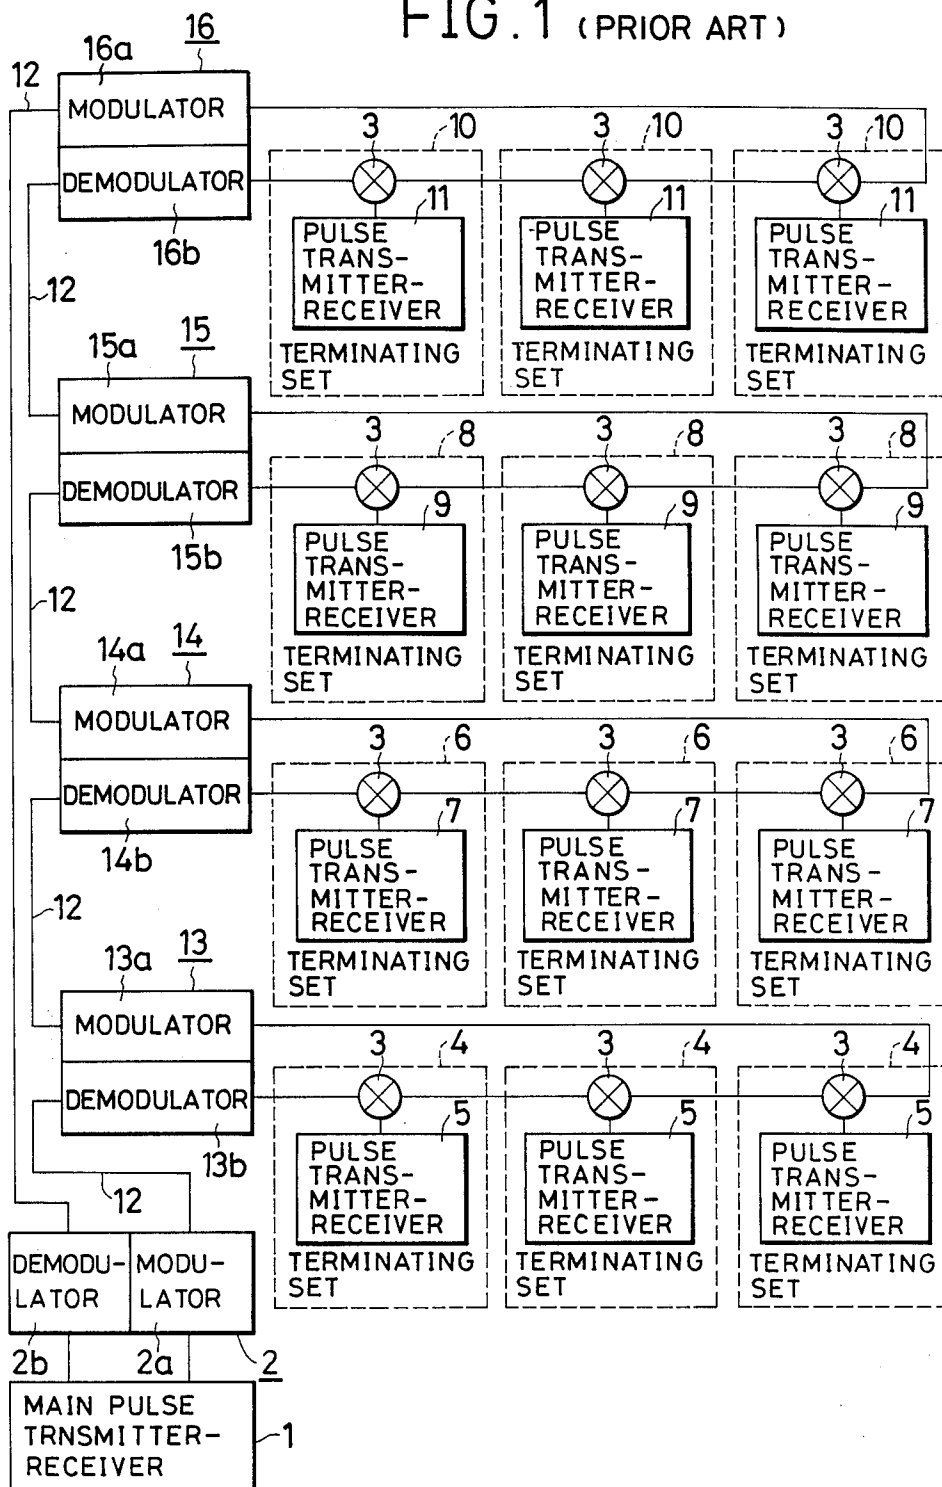 FIG. 1 (PRIOR ART)
16
16a
12
MODULATOR
DEMODULATOR
16b
3 10 3 10 3 10
11 11 11
PULSE TRANS- MITTER- RECEIVER
PULSE TRANS- MITTER- RECEIVER
PULSE TRANS- MITTER- RECEIVER
TERMINATING SET
TERMINATING SET
TERMINATING SET
12
15a
15
MODULATOR
DEMODULATOR
15b
3 8 3 8 3 8
9 9 9
PULSE TRANS- MITTER- RECEIVER
PULSE TRANS- MITTER- RECEIVER
PULSE TRANS- MITTER- RECEIVER
TERMINATING SET
TERMINATING SET
TERMINATING SET
12
14a
14
MODULATOR
DEMODULATOR
14b
3 6 3 6 3 6
7 7 7
PULSE TRANS- MITTER- RECEIVER
PULSE TRANS- MITTER- RECEIVER
PULSE TRANS- MITTER- RECEIVER
TERMINATING SET
TERMINATING SET
TERMINATING SET
12
13a
13
MODULATOR
DEMODULATOR
13b
3 4 3 4 3 4
5 5 5
PULSE TRANS- MITTER- RECEIVER
PULSE TRANS- MITTER- RECEIVER
PULSE TRANS- MITTER- RECEIVER
TERMINATING SET
TERMINATING SET
TERMINATING SET
12
DEMODU-
LATOR
MODU-
LATOR
2b
2a
2
MAIN PULSE
TRNSMITTER-
RECEIVER
1